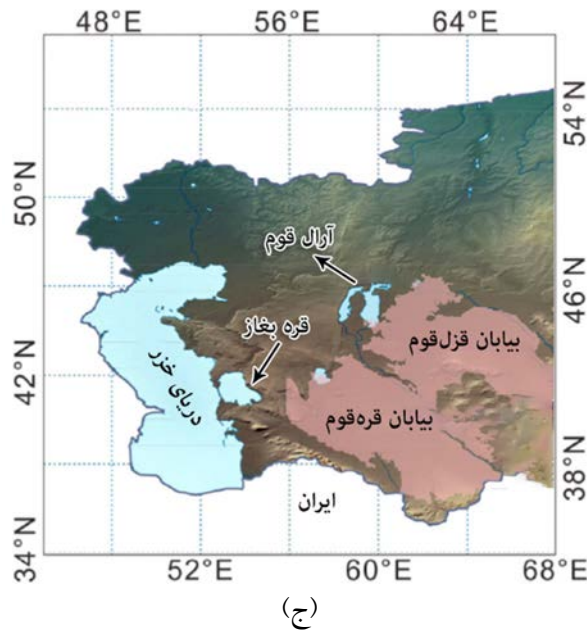 48°E 56°E 64°E
54°N
50°N
آرال قوم
46°N
قره بغاز
بیابان قزل‌قوم
دریای خزر
42°N
بیابان قره‌قوم
38°N
ایران
34°N
52°E 60°E 68°E
(ج)